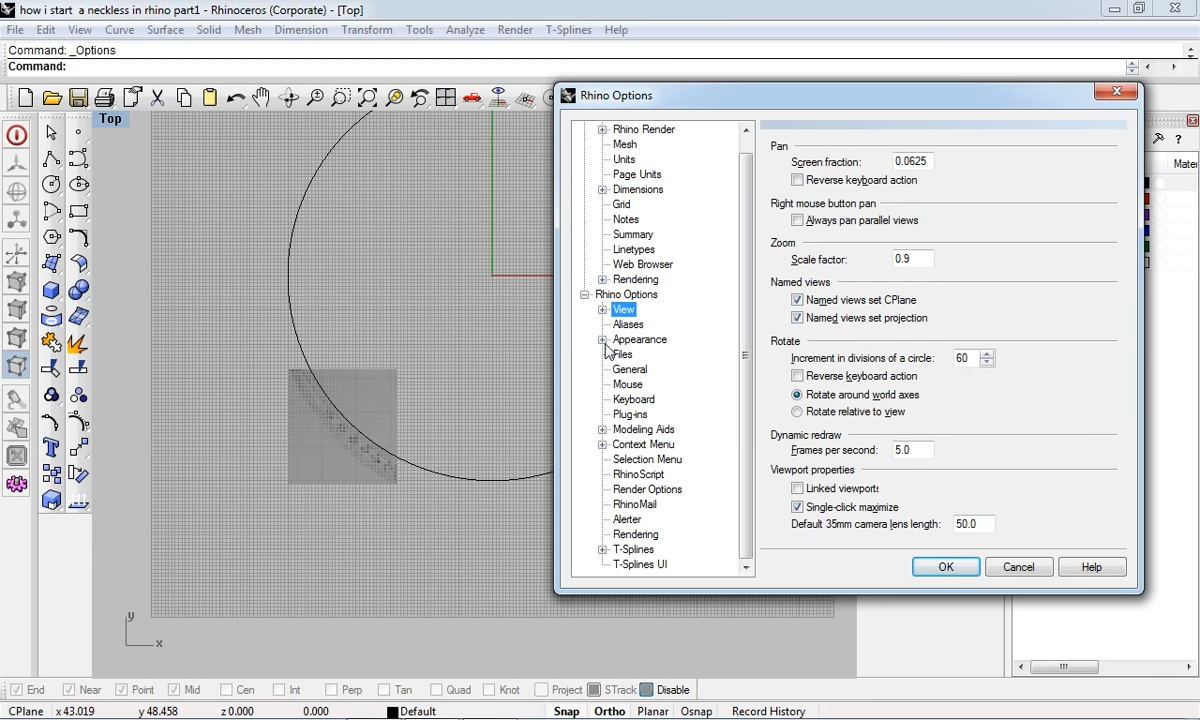 how i start a neckless in rhino part1 - Rhinoceros (Corporate) - [Top]
File Edit View Curve Surface Solid Mesh Dimension Transform Tools Analyze Render T-Splines Help
Command: _Options
Command:
Top
Rhino Options
Rhino Render
Mesh
Units
Page Units
Dimensions
Grid
Notes
Summary
Linetypes
Web Browser
Rendering
Rhino Options
View
Aliases
Appearance
Files
General
Mouse
Keyboard
Plug-ins
Modeling Aids
Context Menu
Selection Menu
RhinoScript
Render Options
RhinoMail
Alerter
Rendering
T-Splines
T-Splines UI
Pan
Screen fraction: 0.0625
Reverse keyboard action
Right mouse button pan
Always pan parallel views
Zoom
Scale factor: 0.9
Named views
Named views set CPlane
Named views set projection
Rotate
Increment in divisions of a circle: 60
Reverse keyboard action
Rotate around world axes
Rotate relative to view
Dynamic redraw
Frames per second: 5.0
Viewport properties
Linked viewports
Single-click maximize
Default 35mm camera lens length: 50.0
OK Cancel Help
Mater
y
x
End Near Point Mid Cen Int Perp Tan Quad Knot Project STrack Disable
CPlane x 43.019 y 48.458 z 0.000 0.000 Default Snap Ortho Planar Osnap Record History